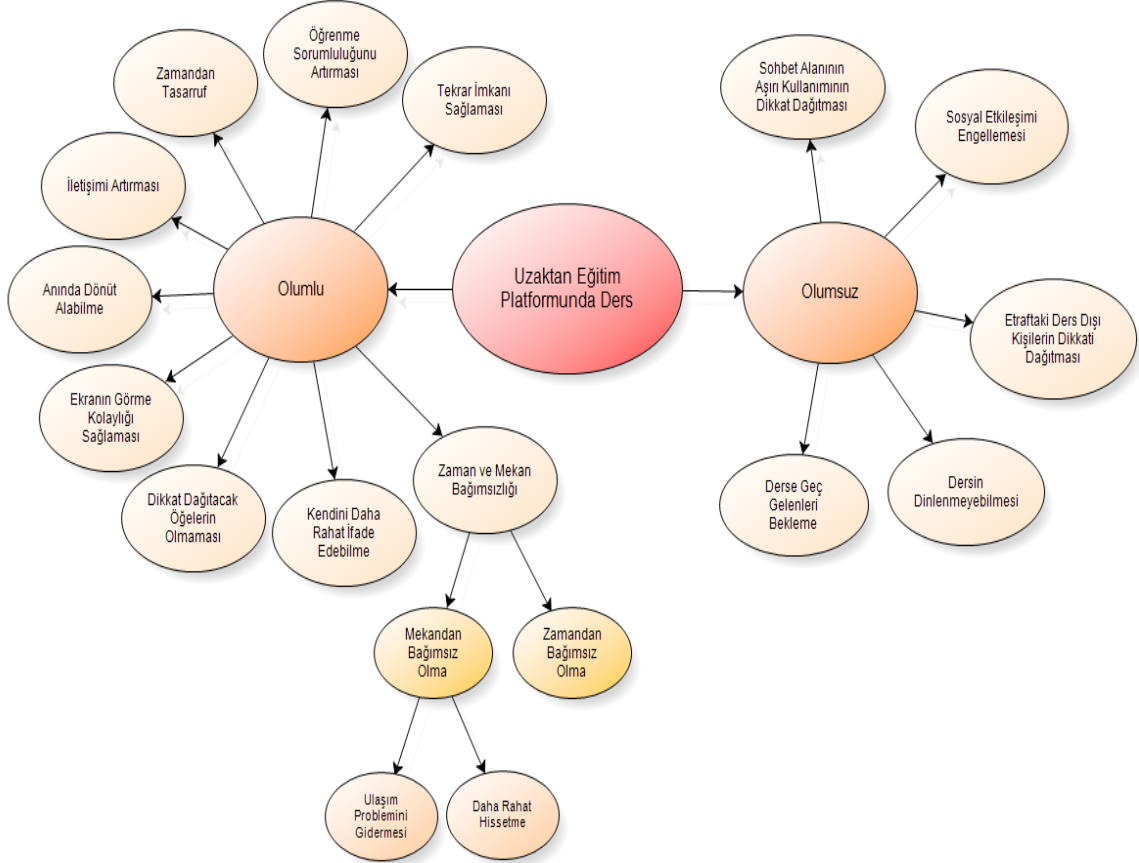 Öğrenme
Sorumluluğunu
Artırması
Zamandan
Tasarruf
Tekrar İmkanı
Sağlaması
İletişimi Artırması
Anında Dönüt
Alabilme
Ekranın Görme
Kolaylığı
Sağlaması
Dikkat Dağıtacak
Öğelerin
Olmaması
Kendini Daha
Rahat İfade
Edebilme
Zaman ve Mekan
Bağımsızlığı
Olumlu
Uzaktan Eğitim
Platformunda Ders
Olumsuz
Sohbet Alanının
Aşırı Kullanımının
Dikkat Dağıtması
Sosyal Etkileşimi
Engellemesi
Etraftaki Ders Dışı
Kişilerin Dikkati
Dağıtması
Dersin
Dinlenmeyebilmesi
Derse Geç
Gelenleri
Bekleme
Mekandan
Bağımsız
Olma
Zamandan
Bağımsız
Olma
Ulaşım
Problemini
Gidermesi
Daha Rahat
Hissetme